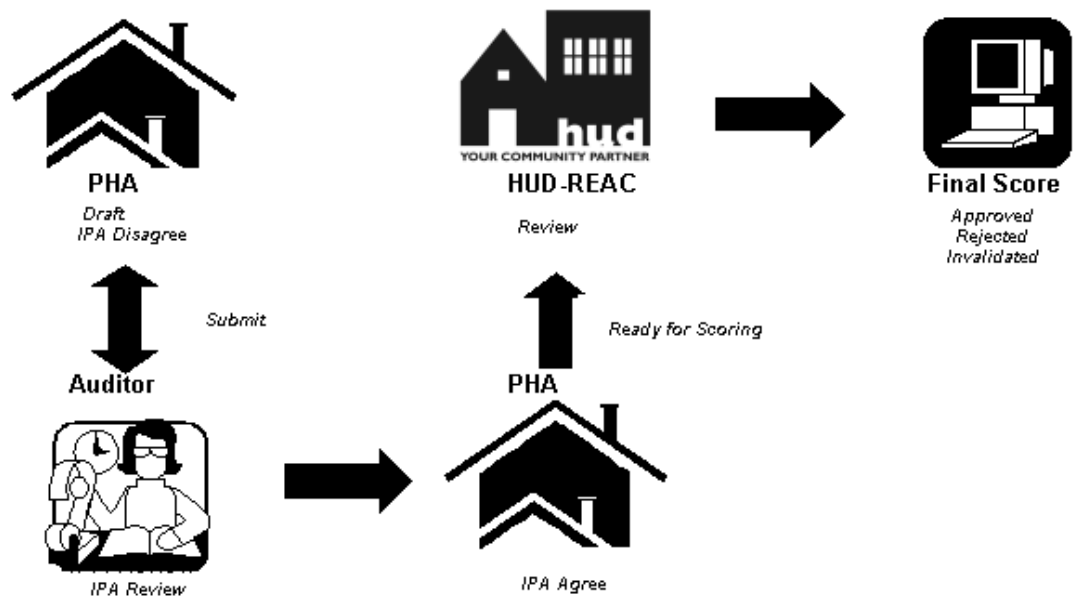 PHA
Draft
IPA Disagree
Submit
Auditor
IPA Review
PHA
IPA Agree
Ready for Scoring
hud
YOUR COMMUNITY PARTNER
HUD-REAC
Review
Final Score
Approved
Rejected
Invalidated